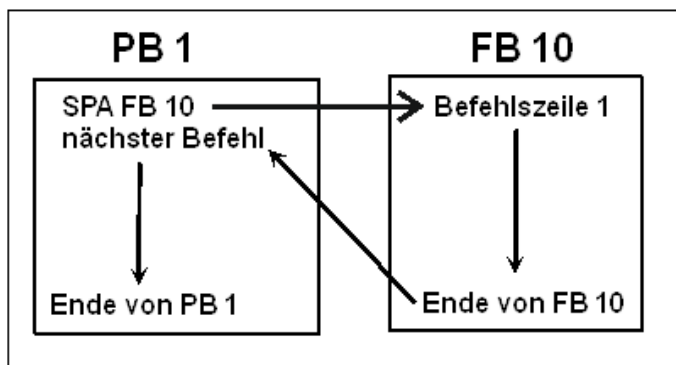 PB 1
SPA FB 10
nächster Befehl
Ende von PB 1
FB 10
Befehlszeile 1
Ende von FB 10